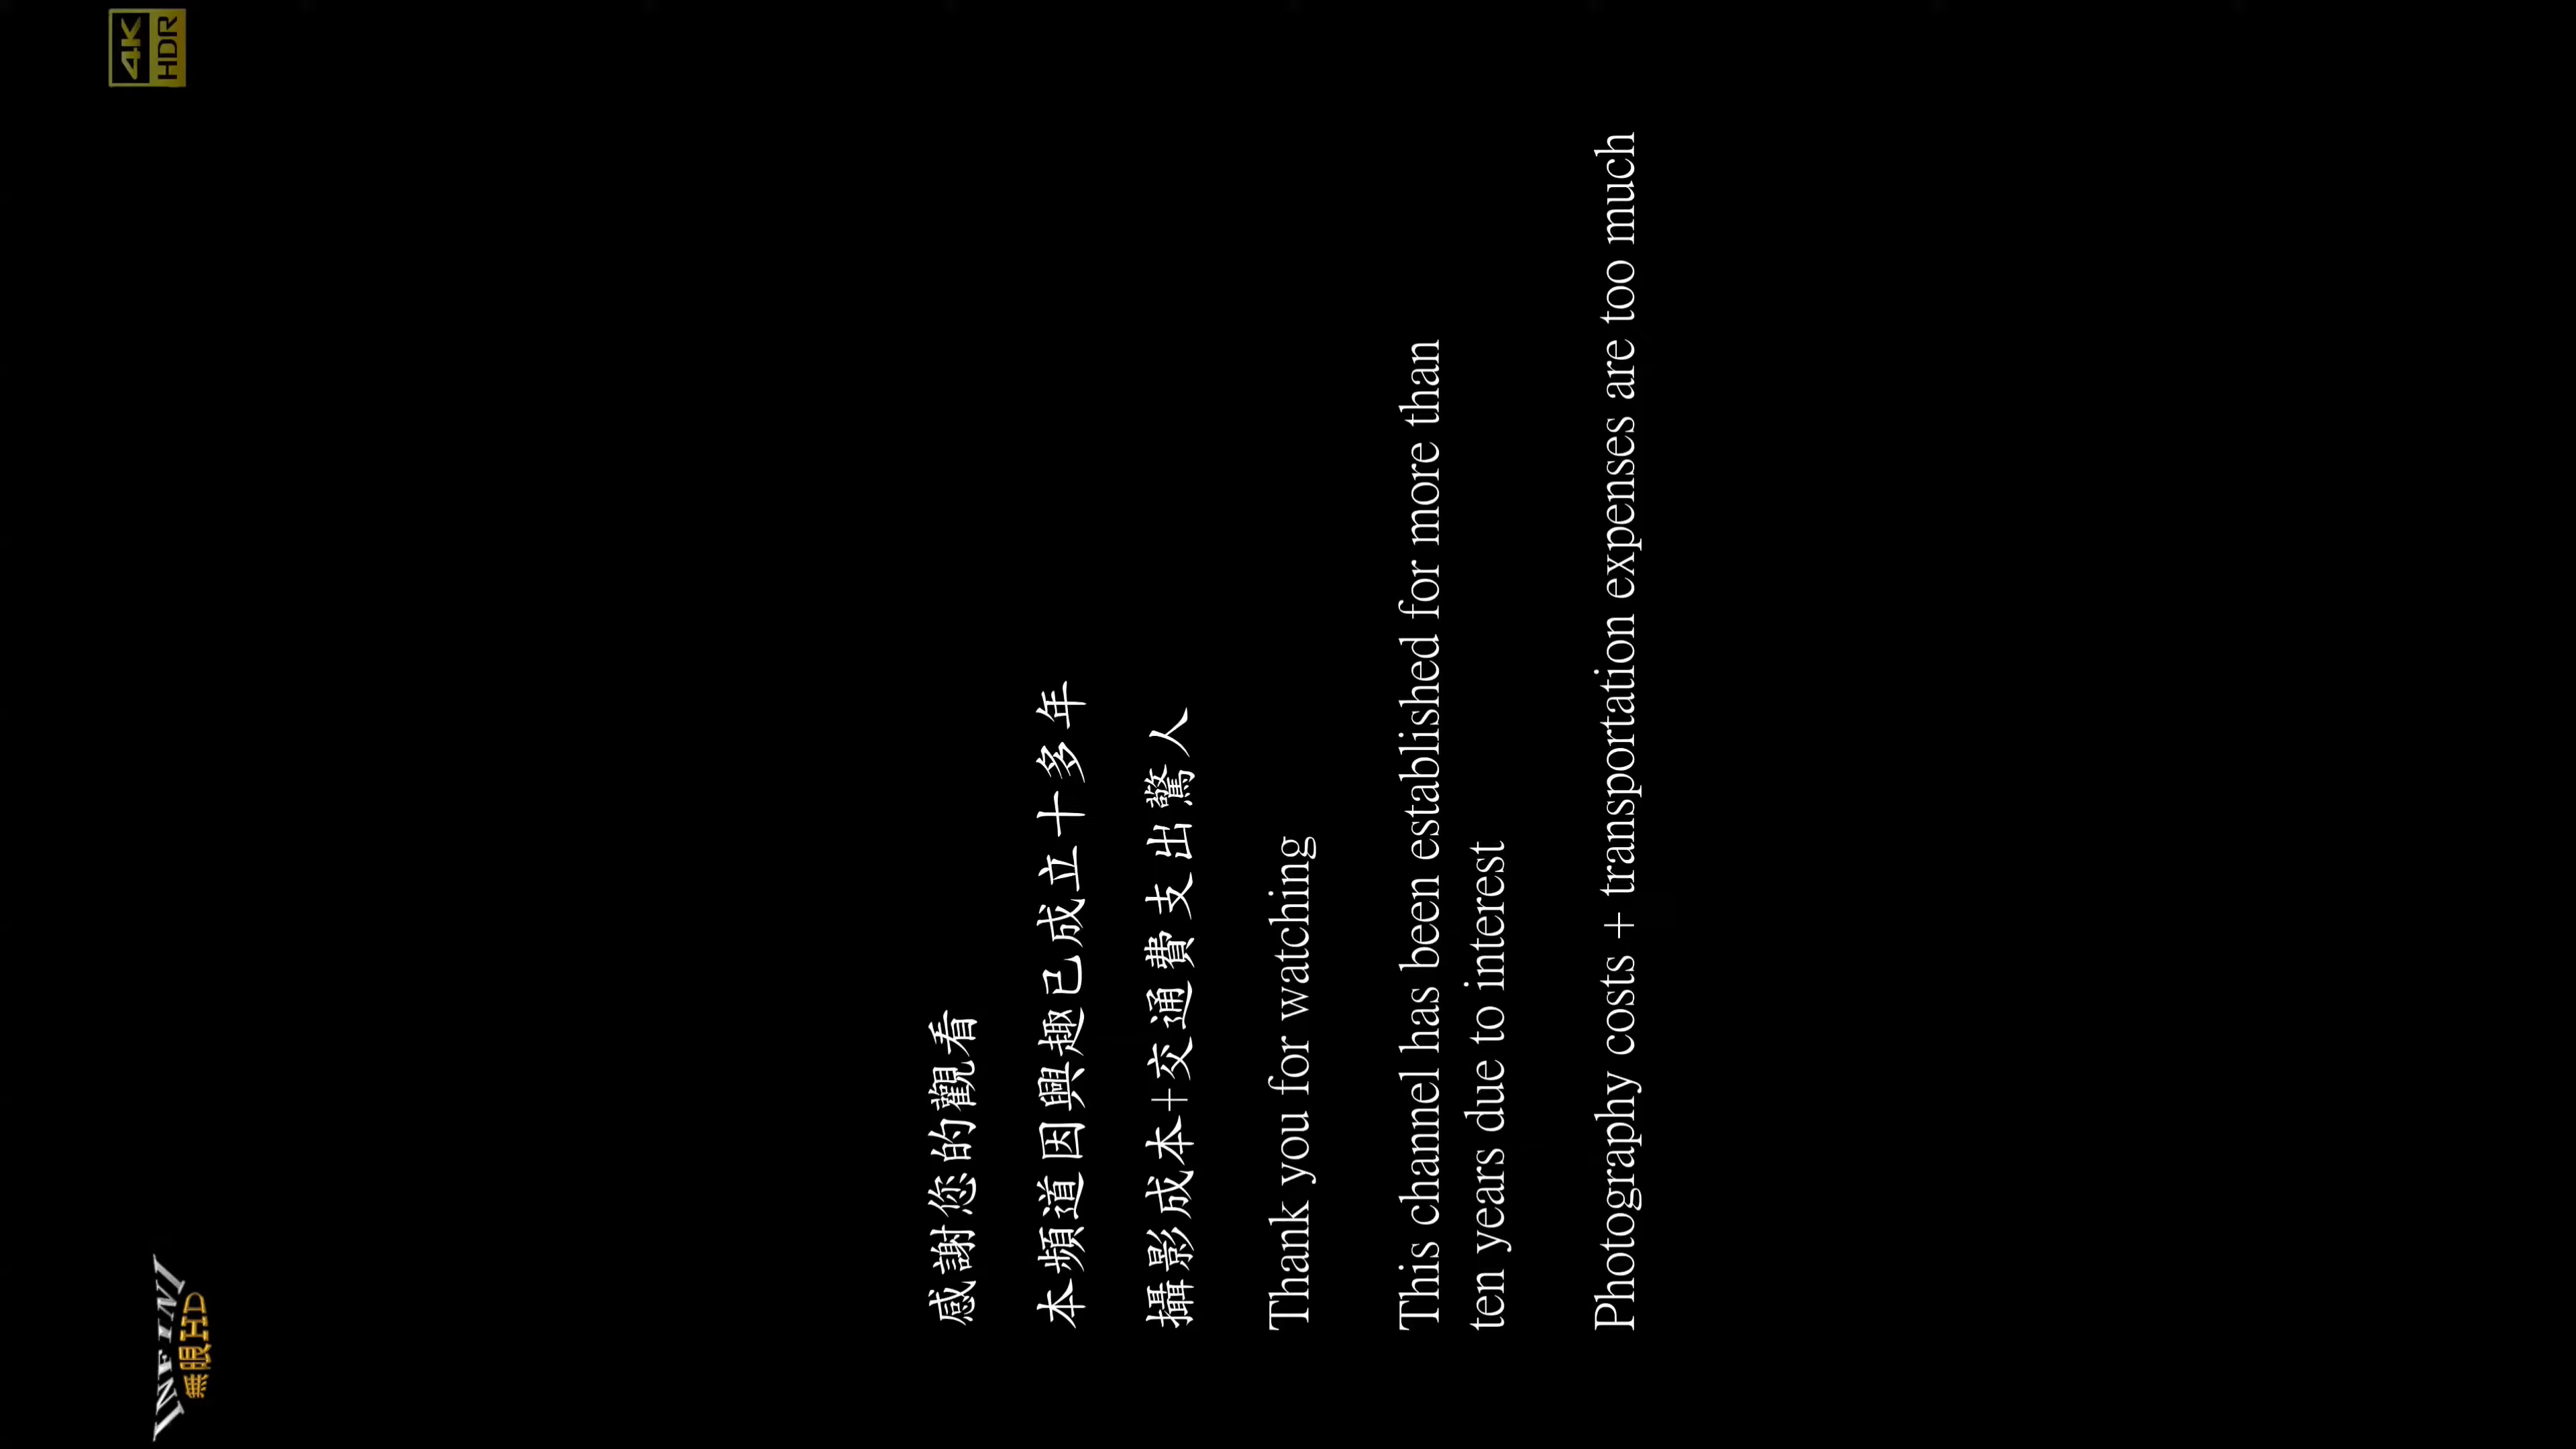 INFINI
無限HD
4K
HDR
感謝您的觀看
本頻道因興趣已成立十多年
攝影成本+交通費支出驚人
Thank you for watching
This channel has been established for more than
ten years due to interest
Photography costs + transportation expenses are too much